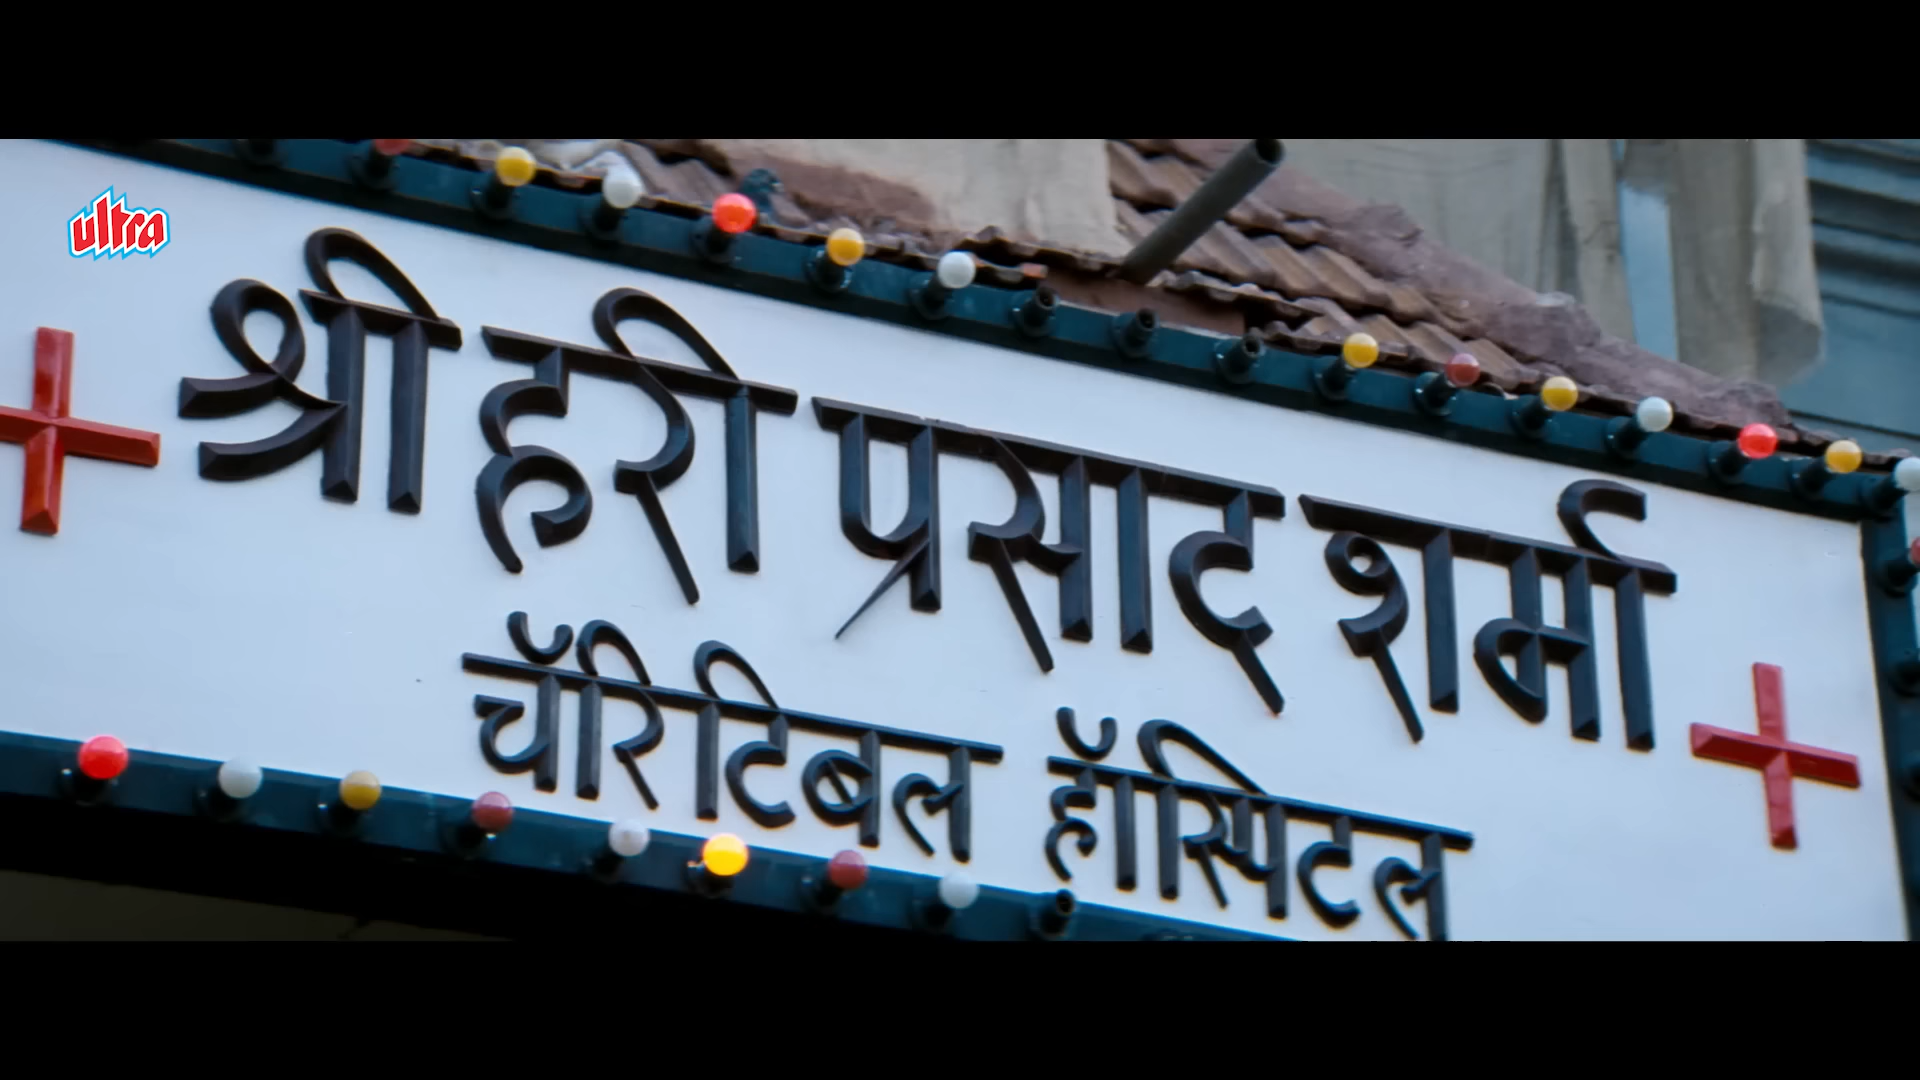 ultra
श्री हरी प्रसाद शर्मा
चॅरिटिबल हॉस्पिटल